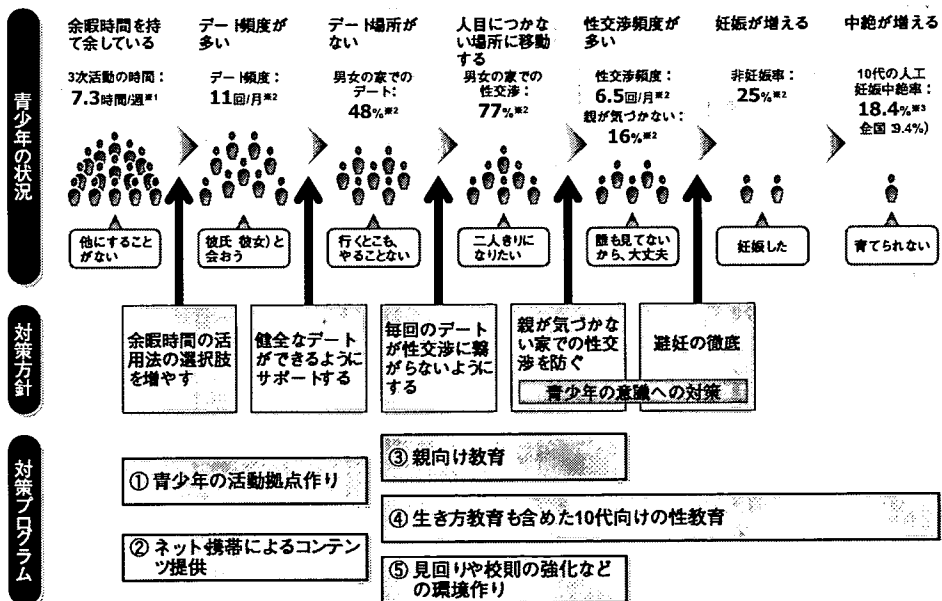 余暇時間を持
て余している
3次活動の時間：
7.3時間/週※1
デート頻度が
多い
デート頻度：
11回/月※2
デート場所が
ない
男女の家での
デート：
48%※2
人目につかな
い場所に移動
する
男女の家での
性交渉：
77%※2
性交渉頻度が
多い
性交渉頻度：
6.5回/月※2
親が気づかない：
16%※2
妊娠が増える
非妊娠率：
25%※2
中絶が増える
10代の人工
妊娠中絶率：
18.4%※3
全国 9.4%)
青少年の状況
他にすること
がない
彼氏 彼女)と
会おう
行くとこも、
やることない
二人きりに
なりたい
誰も見てない
から、大丈夫
妊娠した
育てられない
対策方針
余暇時間の活
用法の選択肢
を増やす
健全なデート
ができるように
サポートする
毎回のデート
が性交渉に繋
がらないように
する
親が気づかな
い家での性交
渉を防ぐ
避妊の徹底
青少年の意識への対策
対策プログラム
① 青少年の活動拠点作り
② ネット・携帯によるコンテン
ツ提供
③ 親向け教育
④ 生き方教育も含めた10代向けの性教育
⑤ 見回りや校則の強化など
の環境作り